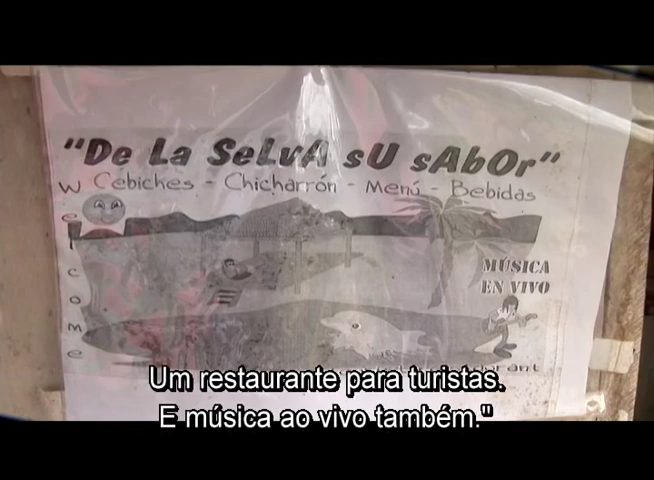 "De La SeLvA sU sAbOr"
Cebiches - Chicharrón - Menú - Bebidas
Welcome
MÚSICA
EN VIVO
Um restaurante para turistas.
E música ao vivo também."